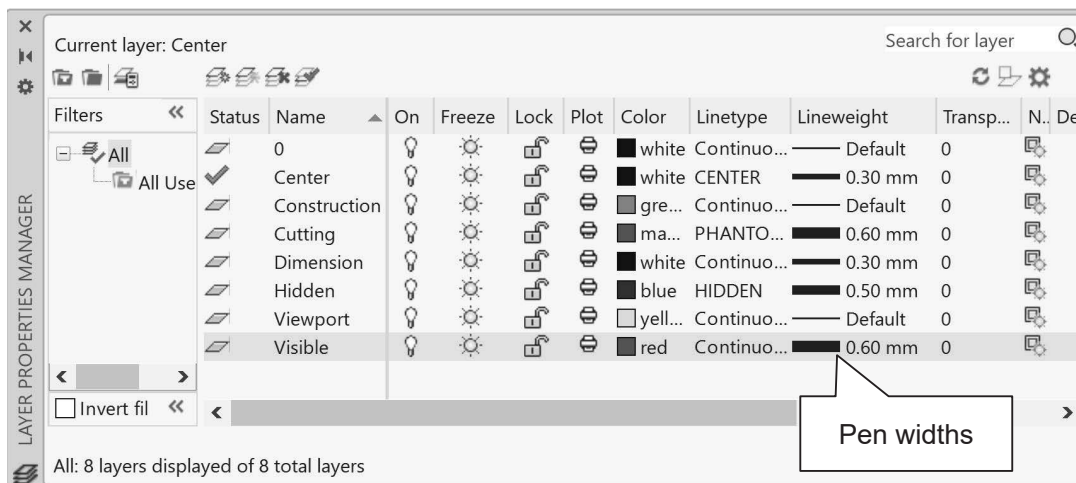 Current layer: Center
Search for layer
Filters
Status Name On Freeze Lock Plot Color Linetype Lineweight Transp... N.. De
All
All Use
0 white Continuo... Default 0
Center white CENTER 0.30 mm 0
Construction gre... Continuo... Default 0
Cutting ma... PHANTO... 0.60 mm 0
Dimension white Continuo... 0.30 mm 0
Hidden blue HIDDEN 0.50 mm 0
Viewport yell... Continuo... Default 0
Visible red Continuo... 0.60 mm 0
Invert fil
Pen widths
All: 8 layers displayed of 8 total layers
LAYER PROPERTIES MANAGER